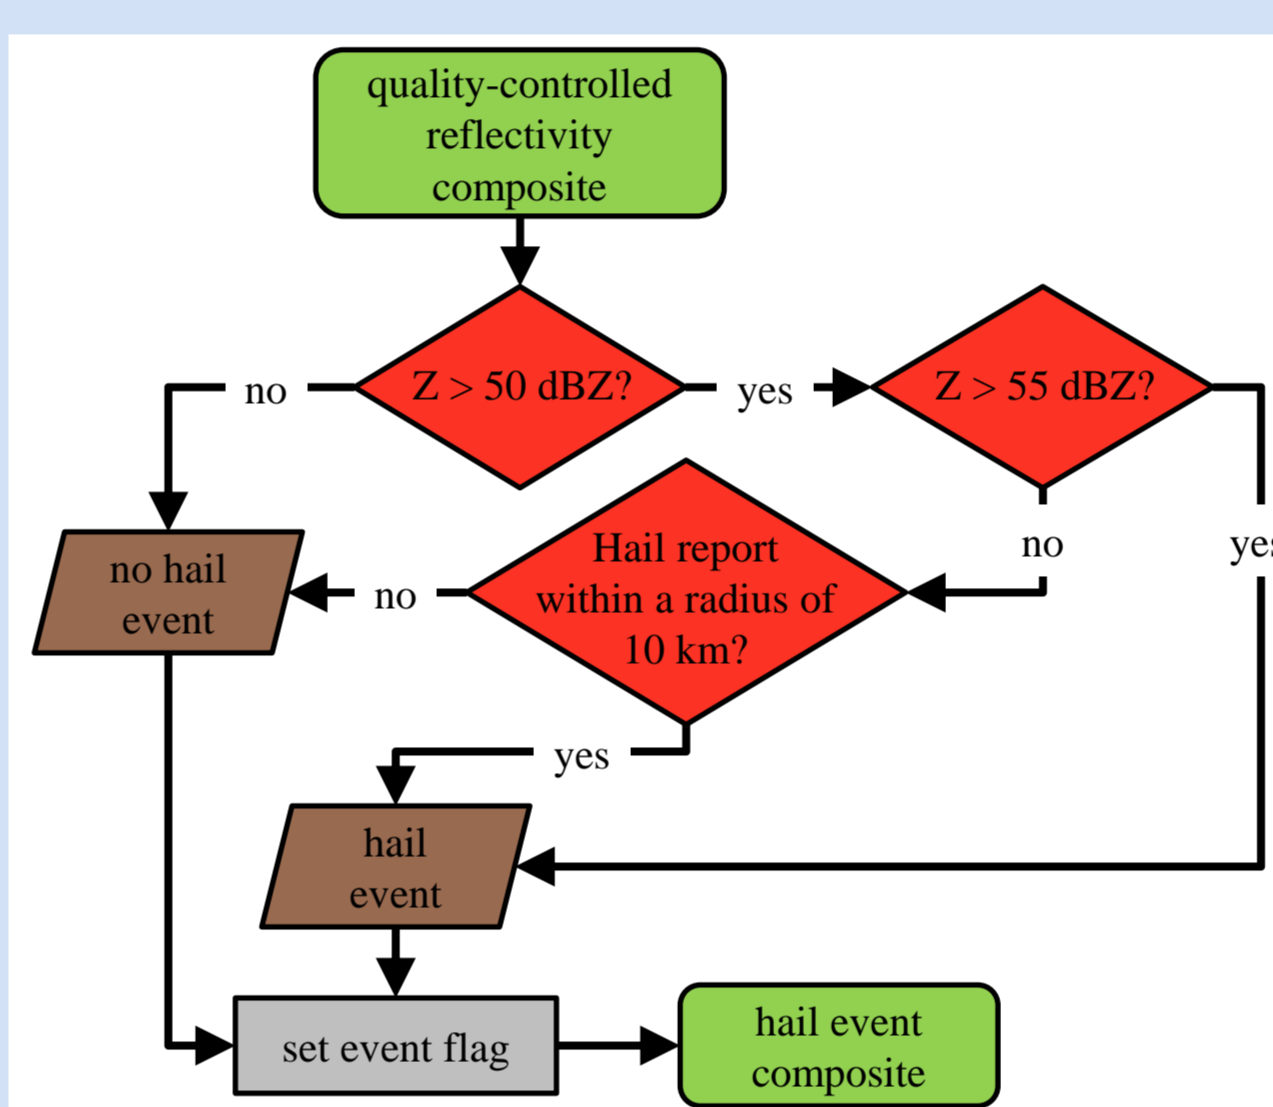 quality-controlled
reflectivity
composite
Z > 50 dBZ?
Z > 55 dBZ?
no
yes
no
yes
Hail report
within a radius of
10 km?
no
no hail
event
yes
hail
event
set event flag
hail event
composite